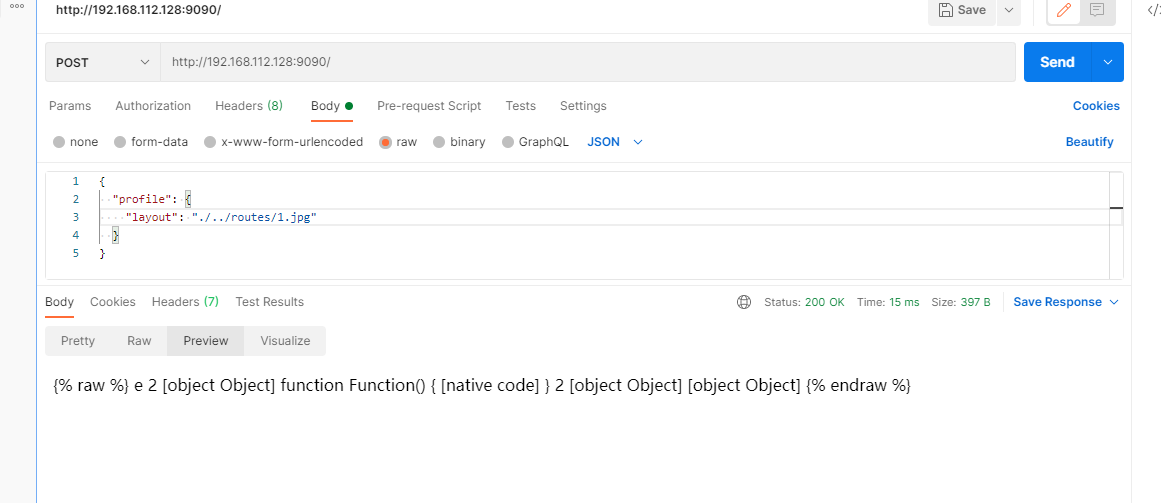 http://192.168.112.128:9090/
Save
</>
POST
http://192.168.112.128:9090/
Send
Params Authorization Headers (8) Body Pre-request Script Tests Settings Cookies
none form-data x-www-form-urlencoded raw binary GraphQL JSON Beautify
1 {
2 "profile": {
3 "layout": "./../routes/1.jpg"
4 }
5 }
Body Cookies Headers (7) Test Results Status: 200 OK Time: 15 ms Size: 397 B Save Response
Pretty Raw Preview Visualize
{% raw %} e 2 [object Object] function Function() { [native code] } 2 [object Object] [object Object] {% endraw %}